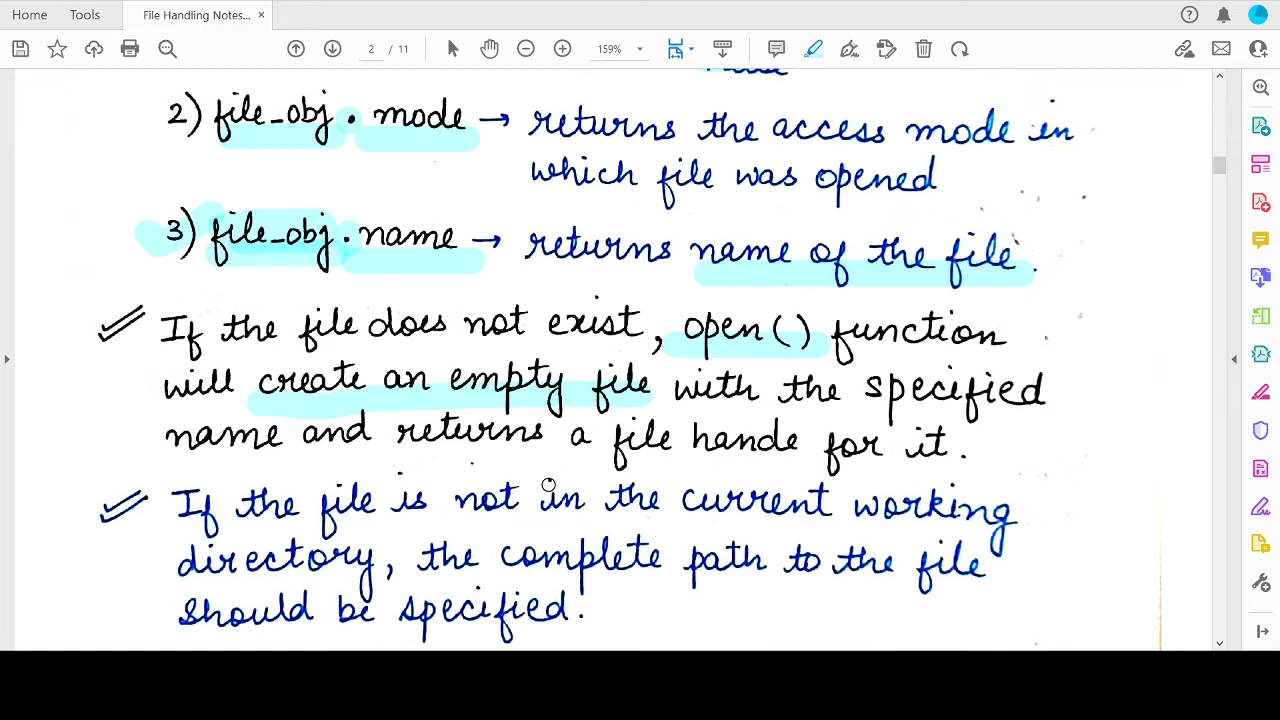 Home Tools File Handling Notes... ×
2 / 11 159%
2) file_obj . mode → returns the access mode in
which file was opened
3) file_obj . name → returns name of the file .
If the file does not exist, open( ) function
will create an empty file with the specified
name and returns a file hande for it .
If the file is not in the current working
directory, the complete path to the file
should be specified .